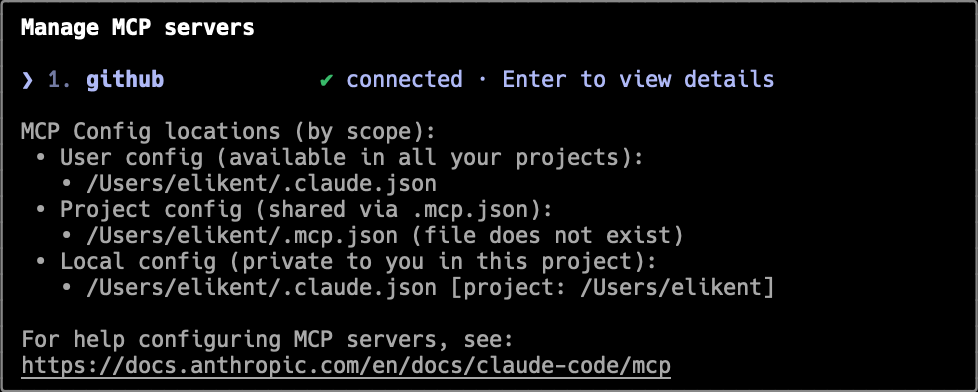 Manage MCP servers
❯ 1. github ✔ connected · Enter to view details
MCP Config locations (by scope):
• User config (available in all your projects):
• /Users/elikent/.claude.json
• Project config (shared via .mcp.json):
• /Users/elikent/.mcp.json (file does not exist)
• Local config (private to you in this project):
• /Users/elikent/.claude.json [project: /Users/elikent]
For help configuring MCP servers, see:
https://docs.anthropic.com/en/docs/claude-code/mcp